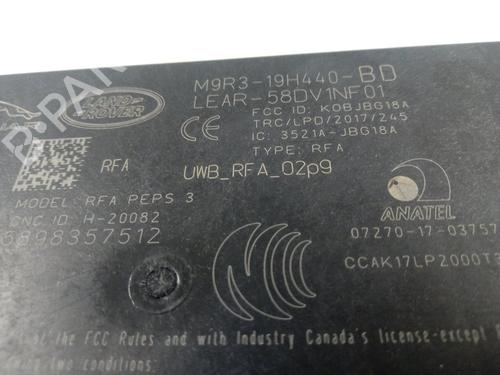 M9R3-19H440-BD
LEAR-58DV1NF01
LAND-
ROVER
FCC ID: KOBJBG18A
TRC/LPD/2017/245
IC: 3521A-JBG18A
TYPE: RFA
CE
RFA
UWB_RFA_02p9
MODEL: RFA PEPS 3
CNC ID: H-20082
5898357512
ANATEL
07270-17-03757
CCAK17LP2000T3
the FCC Rules and with Industry Canada's license-except
two conditions: